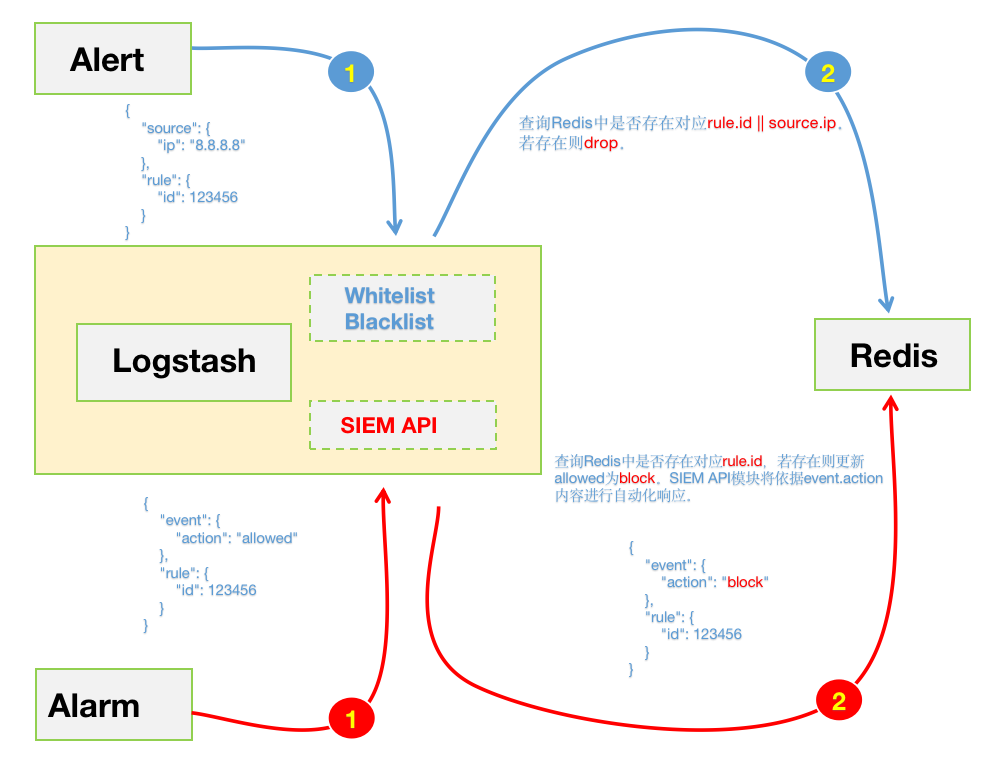 Alert
1
2
{
"source": {
"ip": "8.8.8.8"
},
"rule": {
"id": 123456
}
}
查询Redis中是否存在对应rule.id || source.ip，
若存在则drop。
Whitelist
Blacklist
Logstash
SIEM API
Redis
查询Redis中是否存在对应rule.id，若存在则更新
allowed为block，SIEM API模块将依据event.action
内容进行自动化响应。
{
"event": {
"action": "allowed"
},
"rule": {
"id": 123456
}
}
{
"event": {
"action": "block"
},
"rule": {
"id": 123456
}
}
Alarm
1
2